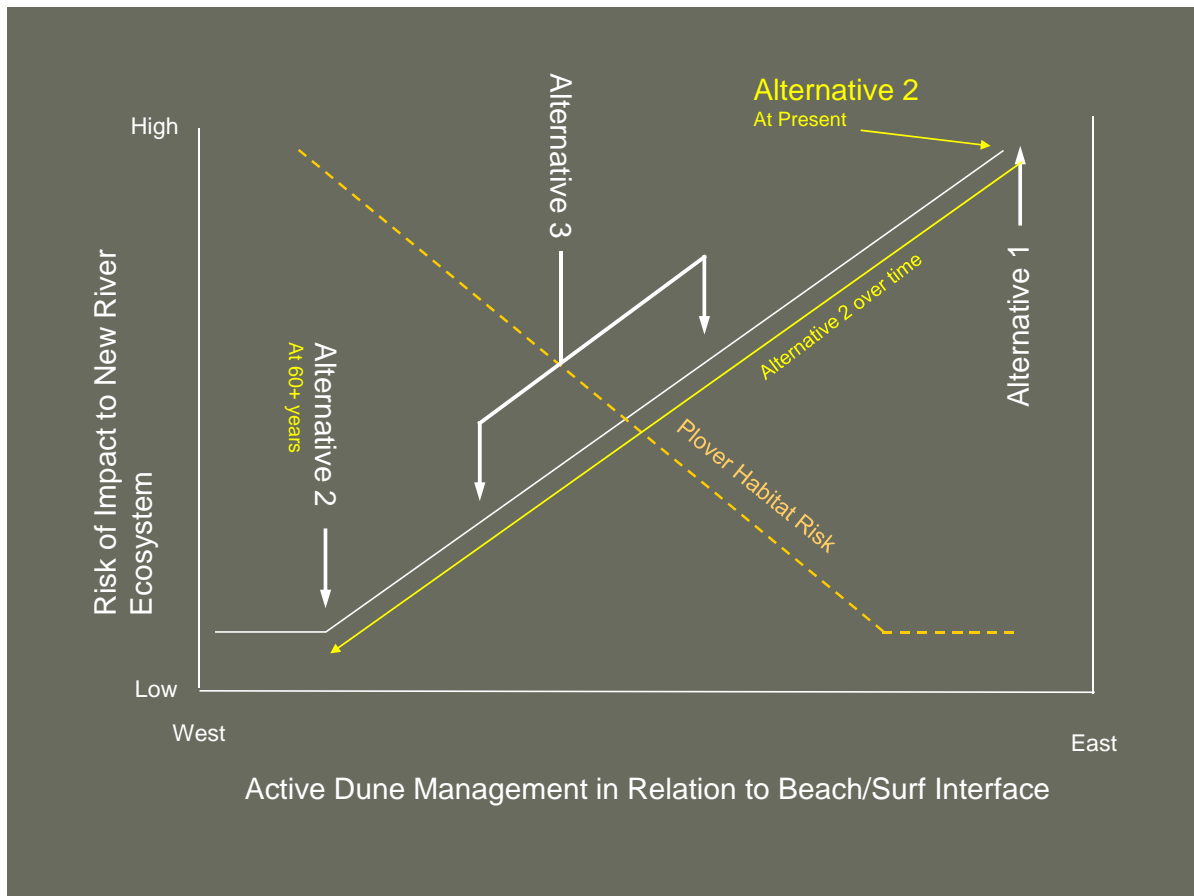 Alternative 2
At Present
High
Alternative 3
Alternative 1
Alternative 2 over time
Alternative 2
At 60+ years
Plover Habitat Risk
Risk of Impact to New River
Ecosystem
Low
West
East
Active Dune Management in Relation to Beach/Surf Interface